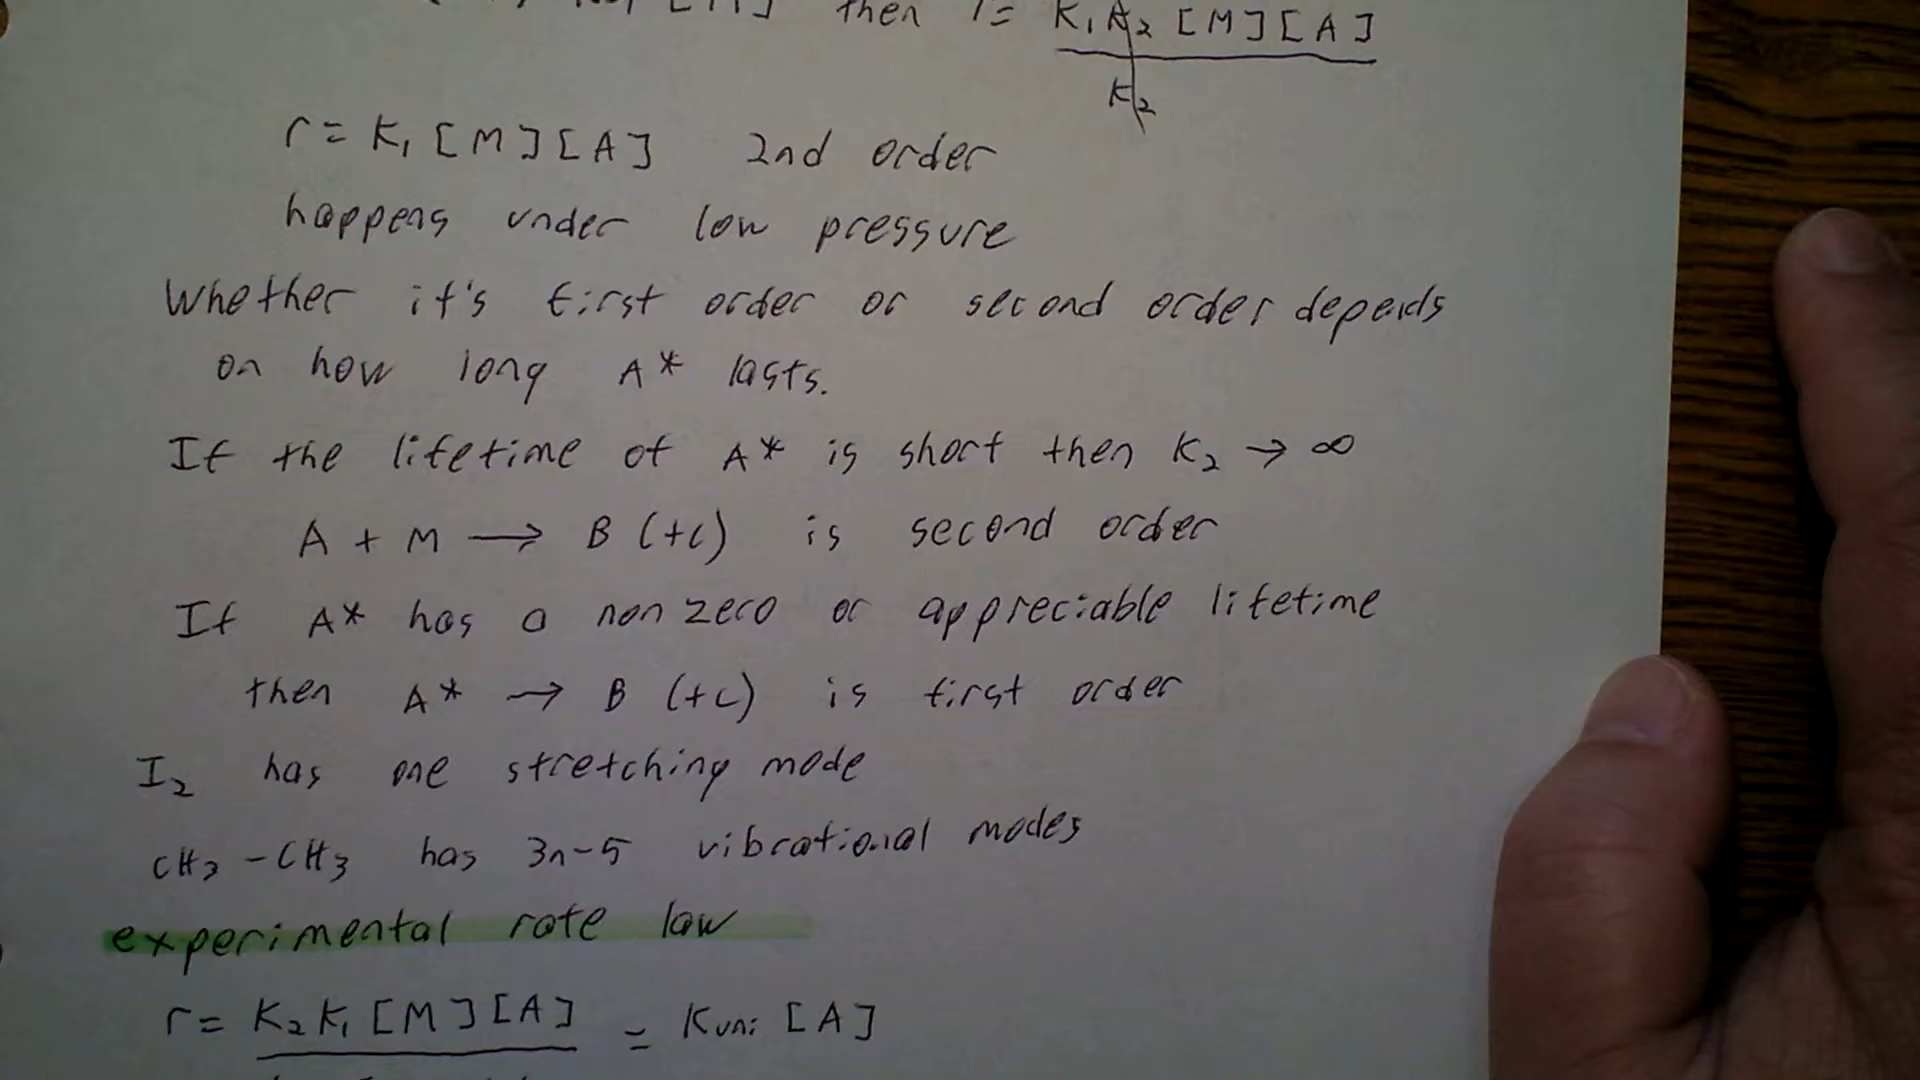 [M] then r = K₁K₂[M][A]
K₂
r = K₁[M][A] 2nd order
happens under low pressure
Whether it's first order or second order depends
on how long A* lasts.
If the lifetime of A* is short then K₂ → ∞
A + M → B (+C) is second order
If A* has a non zero or appreciable lifetime
then A* → B (+C) is first order
I₂ has one stretching mode
CH₃-CH₃ has 3n-5 vibrational modes
experimental rate law
r = K₂K₁[M][A] = Kuni [A]